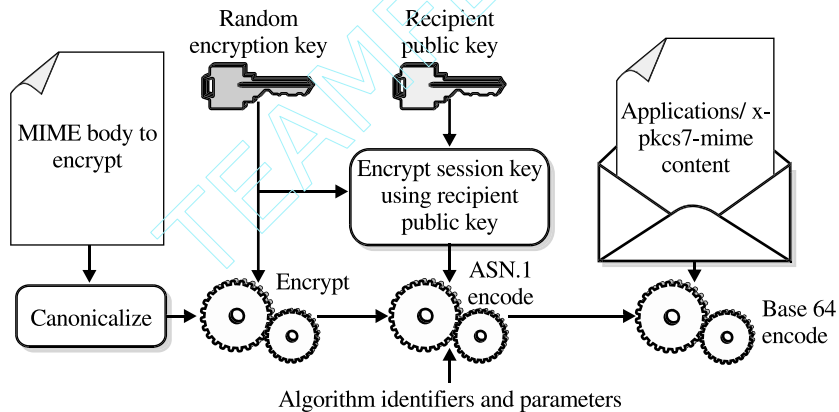 Random
encryption key
Recipient
public key
MIME body to
encrypt
Applications/ x-
pkcs7-mime
content
Encrypt session key
using recipient
public key
Canonicalize
Encrypt
ASN.1
encode
Base 64
encode
Algorithm identifiers and parameters